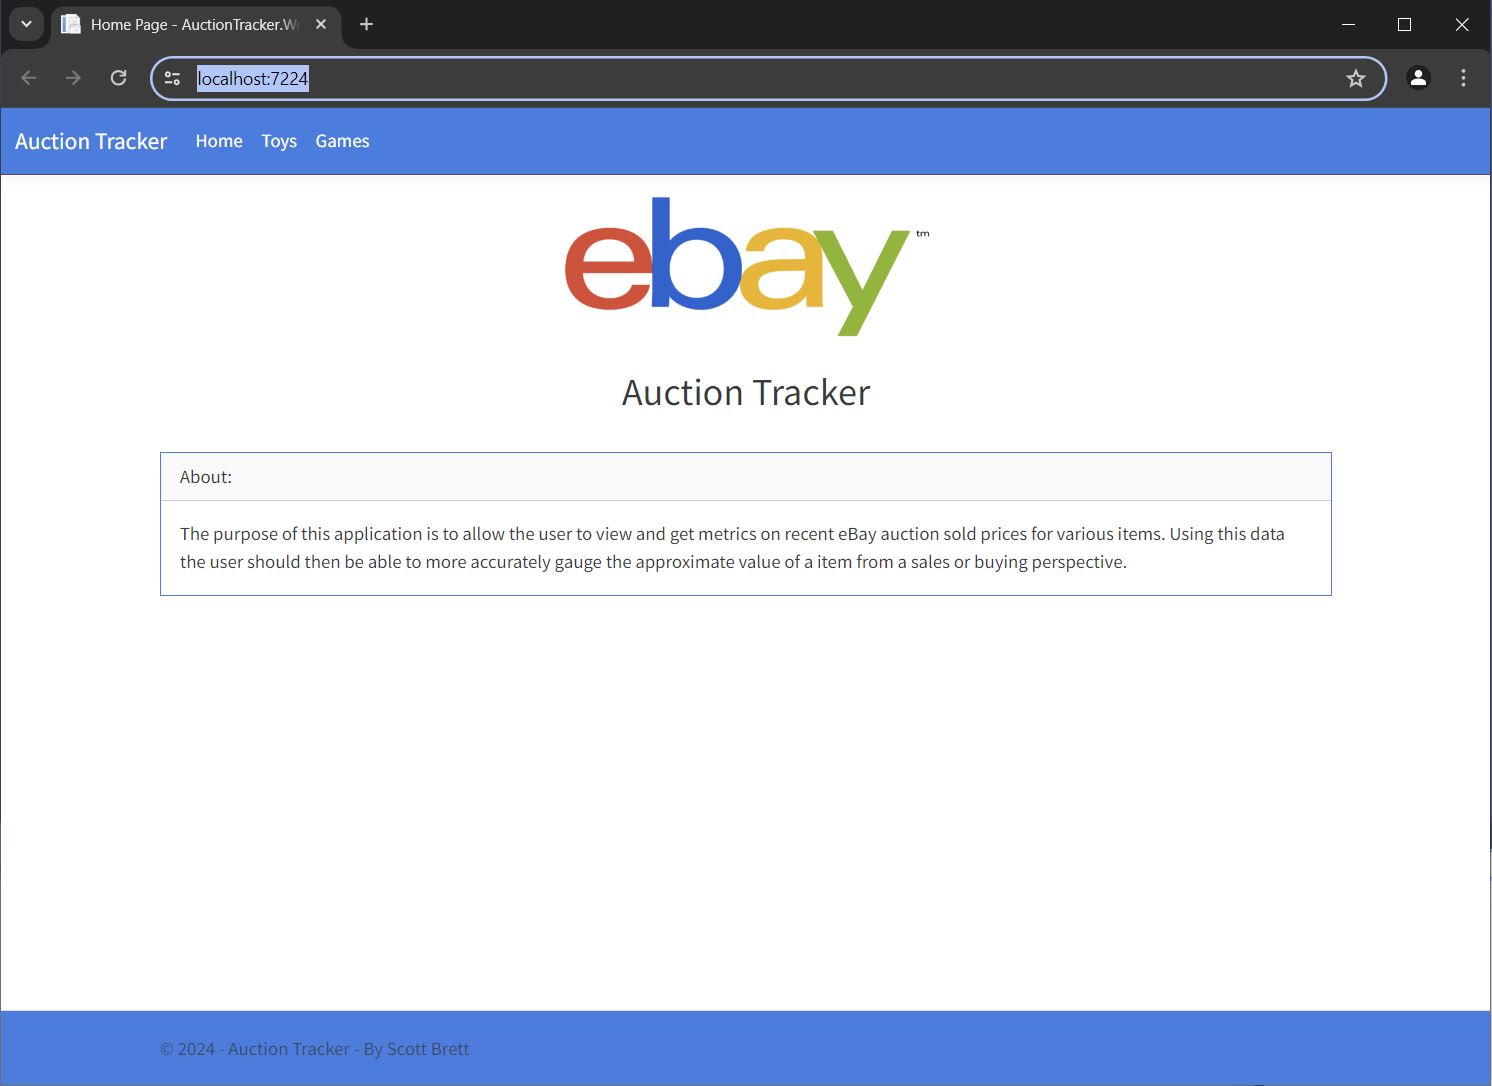 Home Page - AuctionTracker.W
localhost:7224
Auction Tracker Home Toys Games
ebay ™
Auction Tracker
About:
The purpose of this application is to allow the user to view and get metrics on recent eBay auction sold prices for various items. Using this data
the user should then be able to more accurately gauge the approximate value of a item from a sales or buying perspective.
© 2024 - Auction Tracker - By Scott Brett